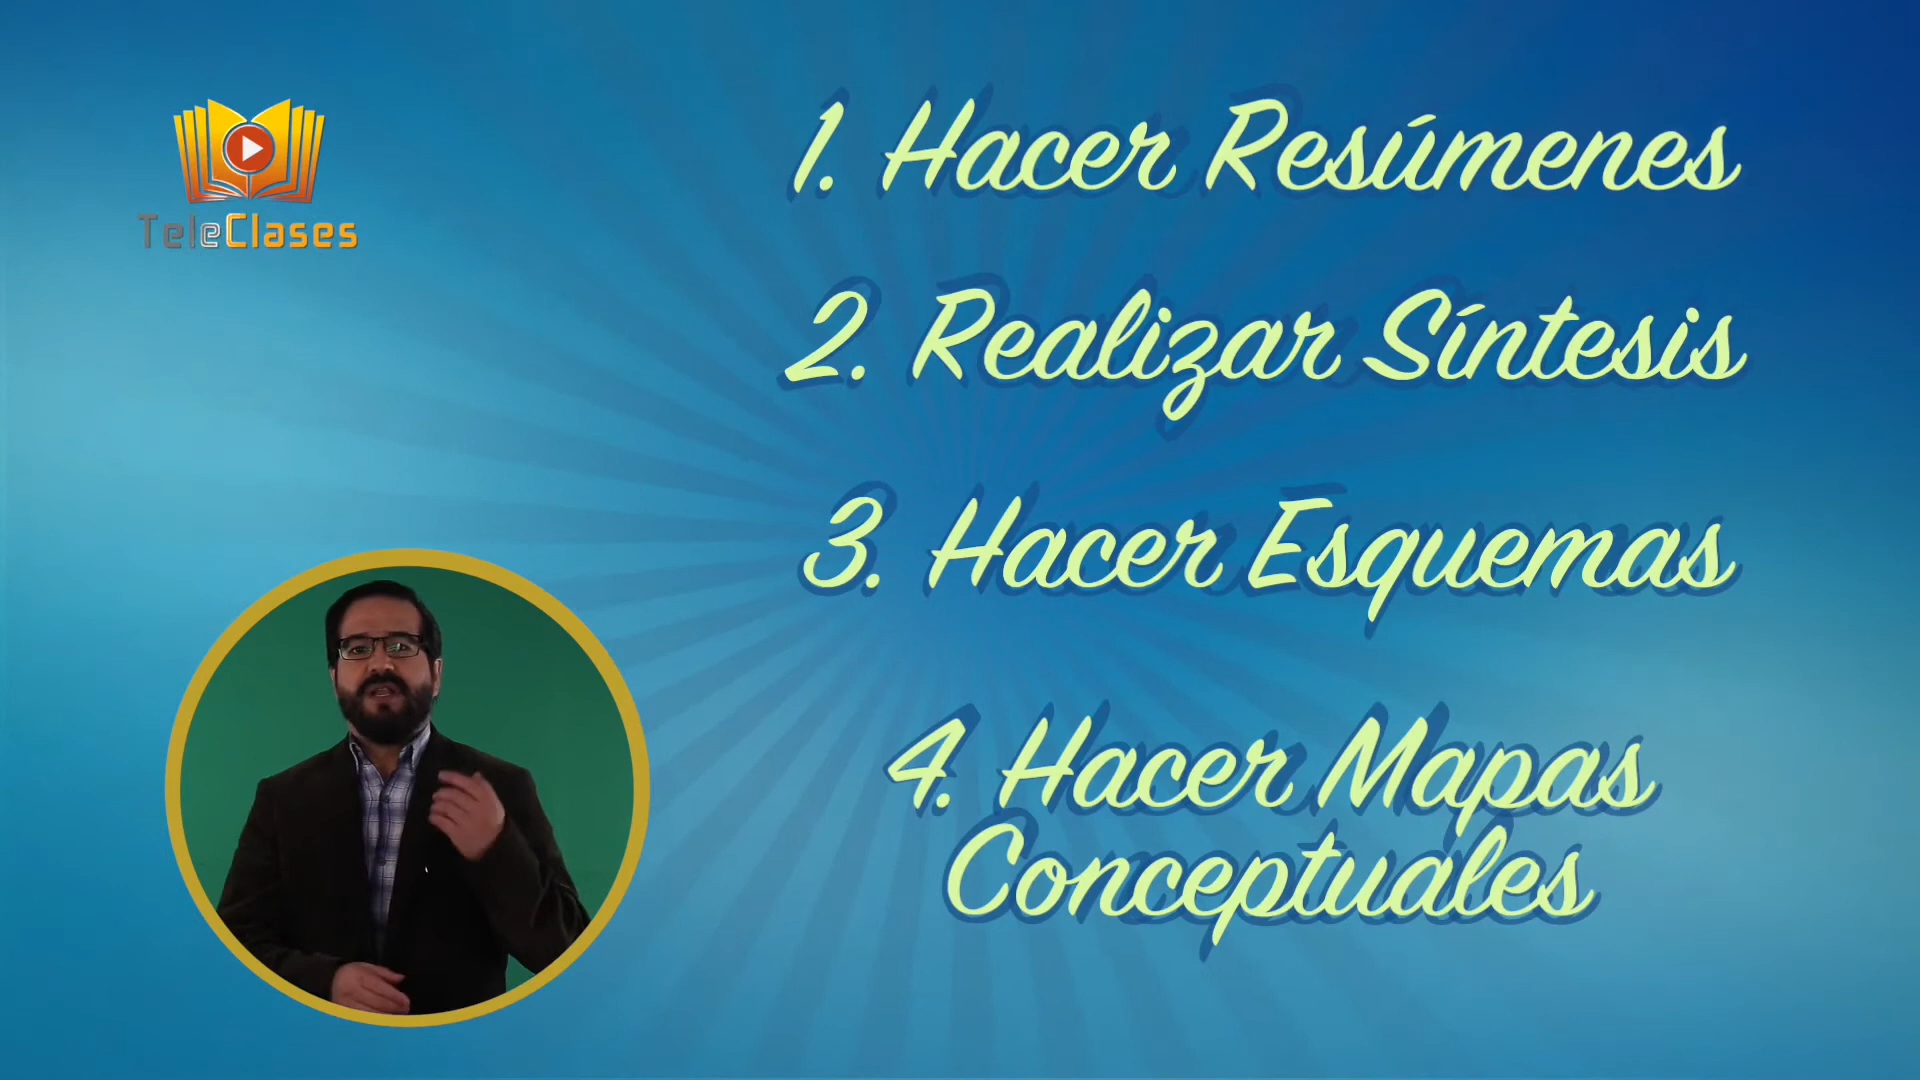 TeleClases
1. Hacer Resúmenes
2. Realizar Síntesis
3. Hacer Esquemas
4. Hacer Mapas
Conceptuales